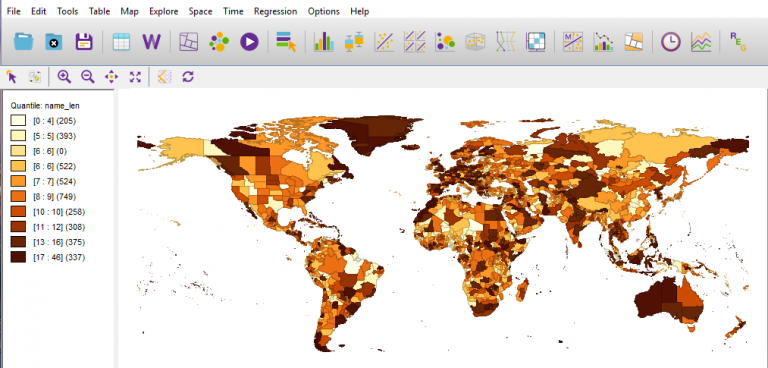 File Edit Tools Table Map Explore Space Time Regression Options Help
W
M
REG
Quantile: name_len
[0 : 4] (205)
[5 : 5] (393)
[6 : 6] (0)
[6 : 6] (522)
[7 : 7] (524)
[8 : 9] (749)
[10 : 10] (258)
[11 : 12] (308)
[13 : 16] (375)
[17 : 46] (337)